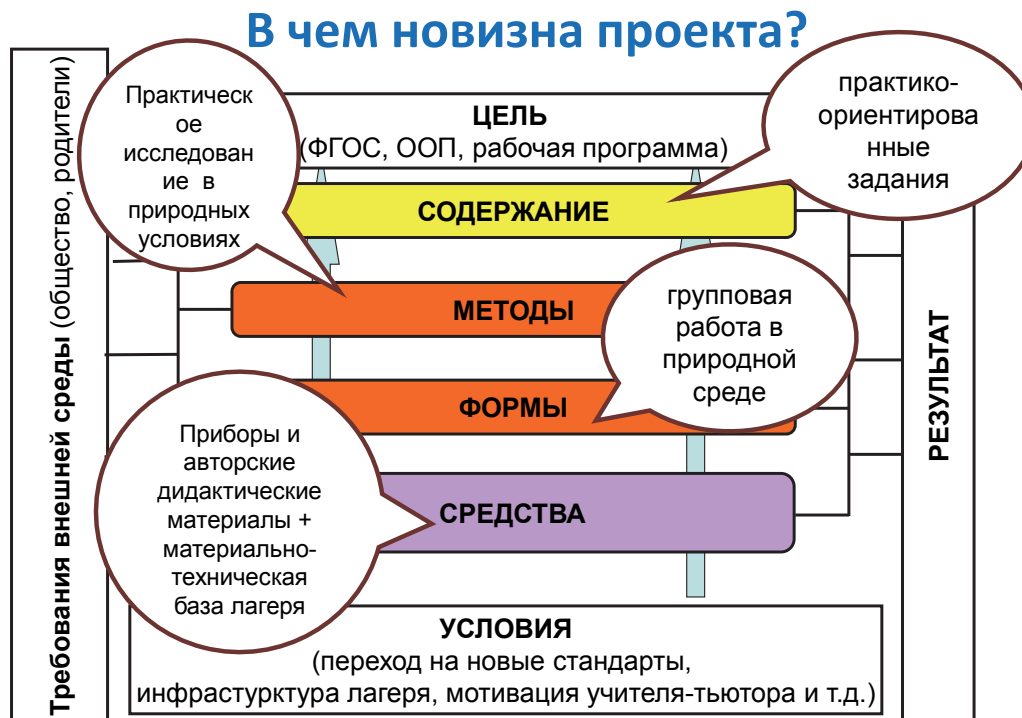 В чем новизна проекта?
Требования внешней среды (общество, родители)
Практическ
ое
исследован
ие в
природных
условиях
ЦЕЛЬ
(ФГОС, ООП, рабочая программа)
практико-
ориентирова
нные
задания
СОДЕРЖАНИЕ
МЕТОДЫ
групповая
работа в
природной
среде
ФОРМЫ
Приборы и
авторские
дидактические
материалы +
материально-
техническая
база лагеря
СРЕДСТВА
УСЛОВИЯ
(переход на новые стандарты,
инфрастурктура лагеря, мотивация учителя-тьютора и т.д.)
РЕЗУЛЬТАТ